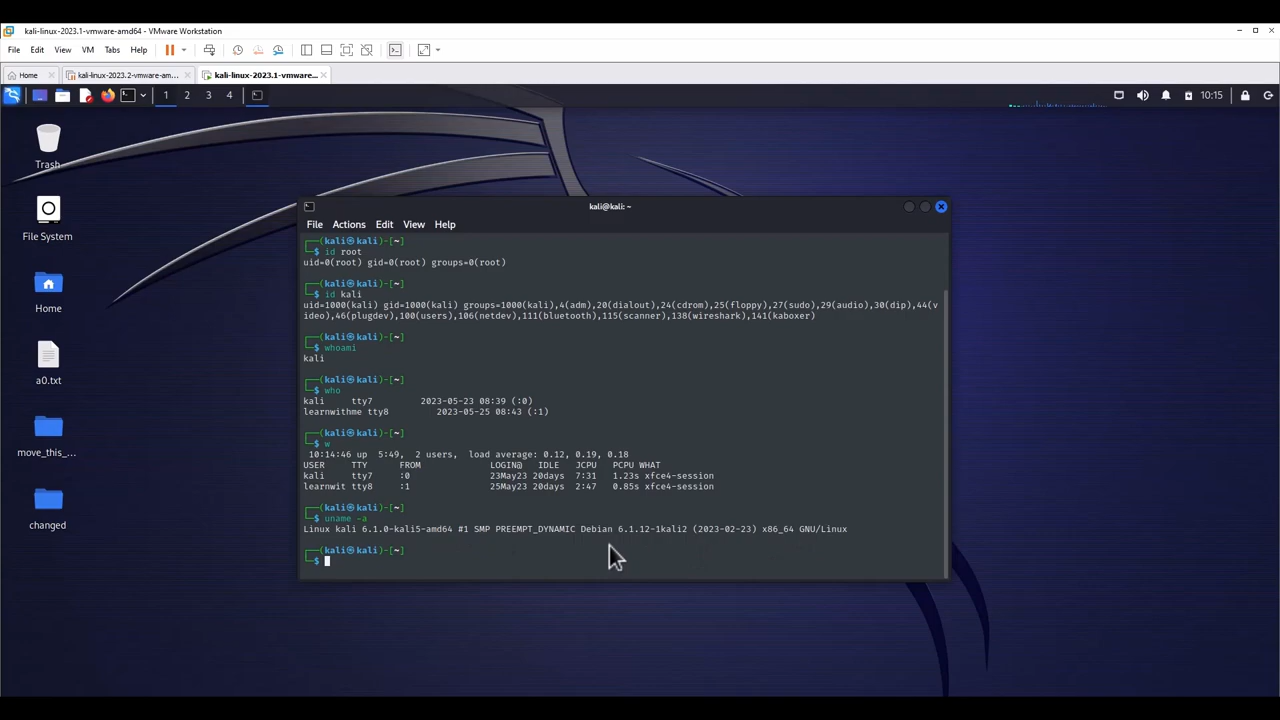 kali-linux-2023.1-vmware-amd64 - VMware Workstation
File Edit View VM Tabs Help
Home kali-linux-2023.2-vmware-am... kali-linux-2023.1-vmware...
1 2 3 4 10:15
Trash
File System
Home
a0.txt
move_this_...
changed
kali@kali: ~
File Actions Edit View Help
┌──(kali㉿kali)-[~]
└─$ id root
uid=0(root) gid=0(root) groups=0(root)
┌──(kali㉿kali)-[~]
└─$ id kali
uid=1000(kali) gid=1000(kali) groups=1000(kali),4(adm),20(dialout),24(cdrom),25(floppy),27(sudo),29(audio),30(dip),44(v
ideo),46(plugdev),100(users),106(netdev),111(bluetooth),115(scanner),138(wireshark),141(kaboxer)
┌──(kali㉿kali)-[~]
└─$ whoami
kali
┌──(kali㉿kali)-[~]
└─$ who
kali tty7 2023-05-23 08:39 (:0)
learnwithme tty8 2023-05-25 08:43 (:1)
┌──(kali㉿kali)-[~]
└─$ w
10:14:46 up 5:49, 2 users, load average: 0.12, 0.19, 0.18
USER TTY FROM LOGIN@ IDLE JCPU PCPU WHAT
kali tty7 :0 23May23 20days 7:31 1.23s xfce4-session
learnwit tty8 :1 25May23 20days 2:47 0.85s xfce4-session
┌──(kali㉿kali)-[~]
└─$ uname -a
Linux kali 6.1.0-kali5-amd64 #1 SMP PREEMPT_DYNAMIC Debian 6.1.12-1kali2 (2023-02-23) x86_64 GNU/Linux
┌──(kali㉿kali)-[~]
└─$